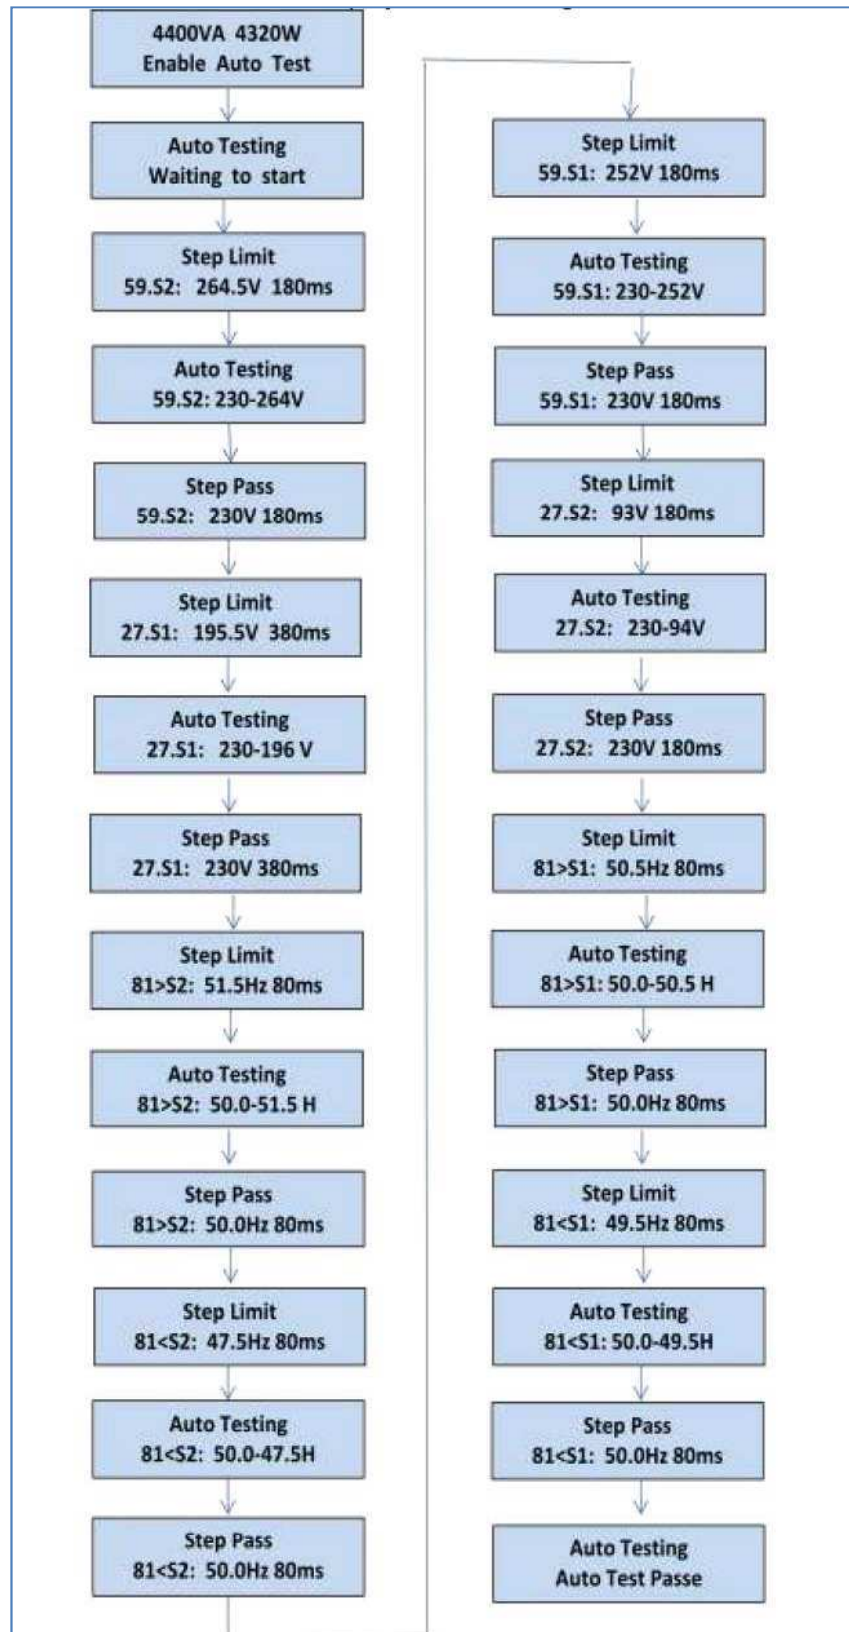 4400VA 4320W
Enable Auto Test
Auto Testing
Waiting to start
Step Limit
59.S2: 264.5V 180ms
Auto Testing
59.S2: 230-264V
Step Pass
59.S2: 230V 180ms
Step Limit
27.S1: 195.5V 380ms
Auto Testing
27.S1: 230-196 V
Step Pass
27.S1: 230V 380ms
Step Limit
81>S2: 51.5Hz 80ms
Auto Testing
81>S2: 50.0-51.5 H
Step Pass
81>S2: 50.0Hz 80ms
Step Limit
81<S2: 47.5Hz 80ms
Auto Testing
81<S2: 50.0-47.5H
Step Pass
81<S2: 50.0Hz 80ms
Step Limit
59.S1: 252V 180ms
Auto Testing
59.S1: 230-252V
Step Pass
59.S1: 230V 180ms
Step Limit
27.S2: 93V 180ms
Auto Testing
27.S2: 230-94V
Step Pass
27.S2: 230V 180ms
Step Limit
81>S1: 50.5Hz 80ms
Auto Testing
81>S1: 50.0-50.5 H
Step Pass
81>S1: 50.0Hz 80ms
Step Limit
81<S1: 49.5Hz 80ms
Auto Testing
81<S1: 50.0-49.5H
Step Pass
81<S1: 50.0Hz 80ms
Auto Testing
Auto Test Passe